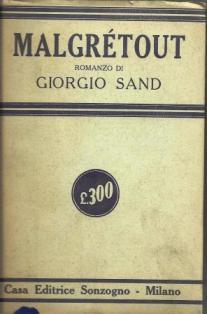 MALGRÉTOUT
ROMANZO DI
GIORGIO SAND
£.300
Casa Editrice Sonzogno - Milano